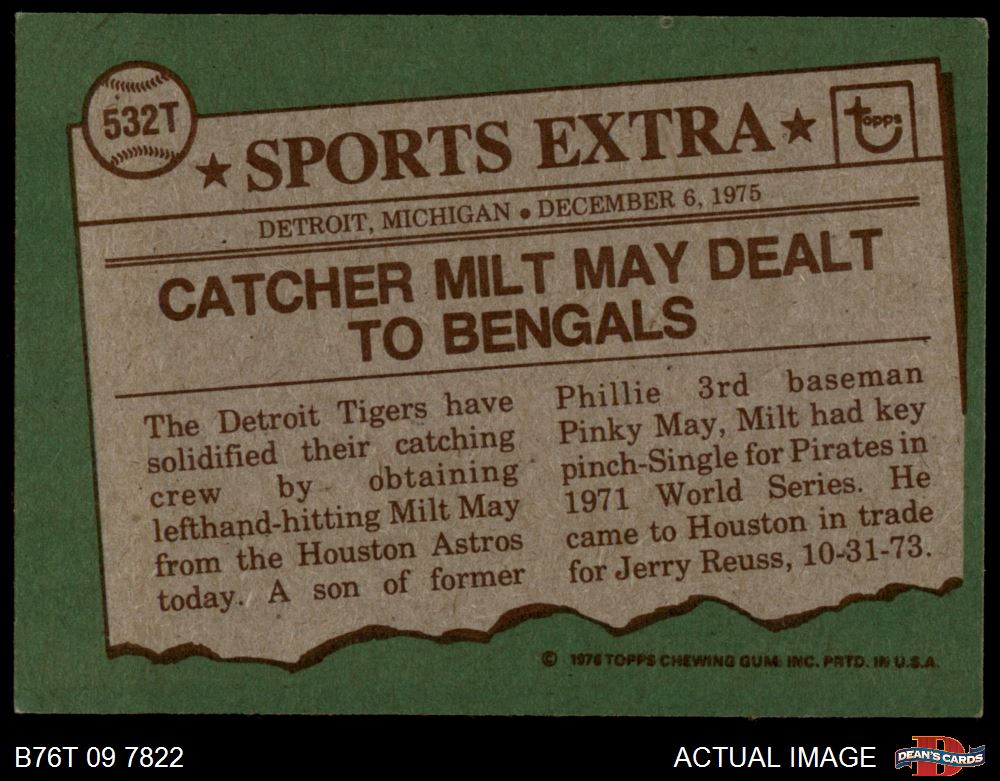 532T
★ SPORTS EXTRA ★
Topps
DETROIT, MICHIGAN • DECEMBER 6, 1975
CATCHER MILT MAY DEALT
TO BENGALS
The Detroit Tigers have
solidified their catching
crew by obtaining
lefthand-hitting Milt May
from the Houston Astros
today. A son of former
Phillie 3rd baseman
Pinky May, Milt had key
pinch-Single for Pirates in
1971 World Series. He
came to Houston in trade
for Jerry Reuss, 10-31-73.
© 1976 TOPPS CHEWING GUM, INC. PRTD. IN U.S.A.
B76T 09 7822
ACTUAL IMAGE
D
DEAN'S CARDS